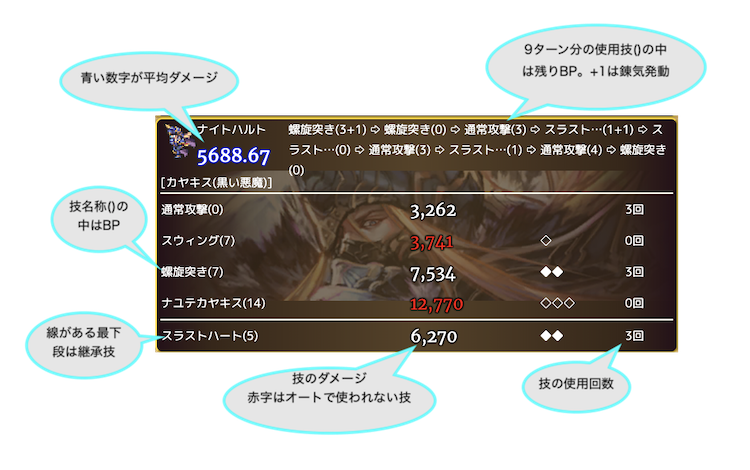 青い数字が平均ダメージ
9ターン分の使用技()の中
は残りBP。+1は錬気発動
ナイトハルト
5688.67
螺旋突き(3+1) ➩ 螺旋突き(0) ➩ 通常攻撃(3) ➩ スラスト…(1+1) ➩ ス
ラスト…(0) ➩ 通常攻撃(3) ➩ スラスト…(1) ➩ 通常攻撃(4) ➩ 螺旋突き
(0)
[カヤキス(黒い悪魔)]
技名称()の
中はBP
通常攻撃(0) 3,262 3回
スウィング(7) 3,741 ◇ 0回
螺旋突き(7) 7,534 ◆◆ 3回
ナユテカヤキス(14) 12,770 ◇◇◇ 0回
線がある最下
段は継承技
スラストハート(5) 6,270 ◆◆ 3回
技のダメージ
赤字はオートで使われない技
技の使用回数